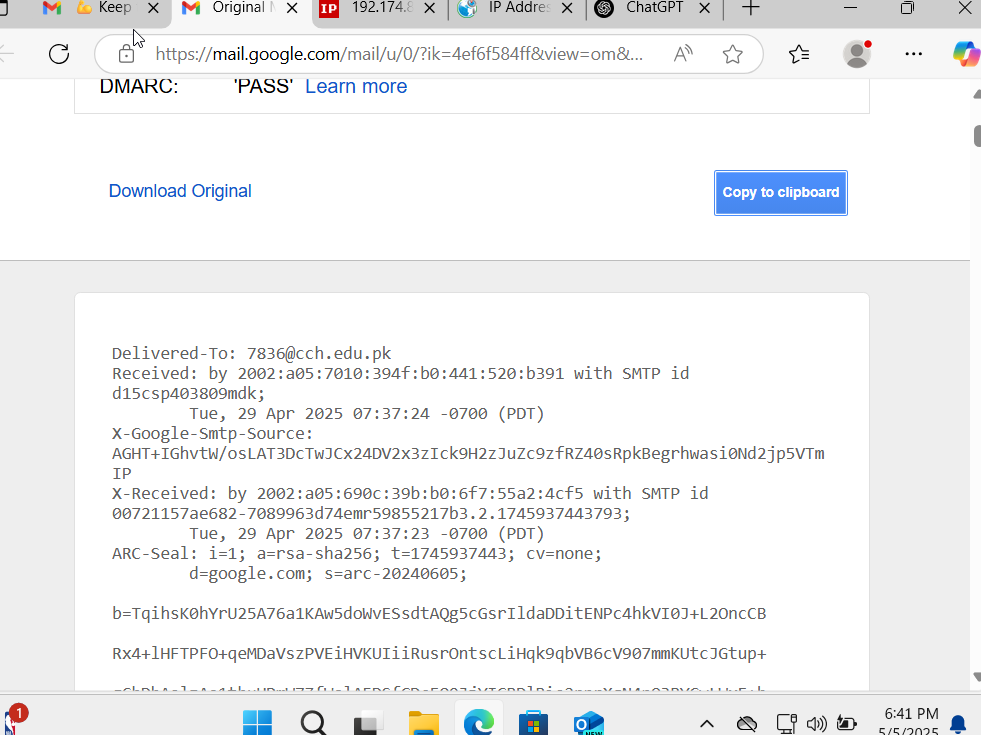 Keep
Original
192.174.8
IP Addre
ChatGPT
https://mail.google.com/mail/u/0/?ik=4ef6f584ff&view=om&...
DMARC: 'PASS' Learn more
Download Original
Copy to clipboard
Delivered-To: 7836@cch.edu.pk
Received: by 2002:a05:7010:394f:b0:441:520:b391 with SMTP id
d15csp403809mdk;
Tue, 29 Apr 2025 07:37:24 -0700 (PDT)
X-Google-Smtp-Source:
AGHT+IGhvtW/osLAT3DcTwJCx24DV2x3zIck9H2zJuZc9zfRZ40sRpkBegrhwasi0Nd2jp5VTm
IP
X-Received: by 2002:a05:690c:39b:b0:6f7:55a2:4cf5 with SMTP id
00721157ae682-7089963d74emr59855217b3.2.1745937443793;
Tue, 29 Apr 2025 07:37:23 -0700 (PDT)
ARC-Seal: i=1; a=rsa-sha256; t=1745937443; cv=none;
d=google.com; s=arc-20240605;
b=TqihsK0hYrU25A76a1KAw5doWvESsdtAQg5cGsrIldaDDitENPc4hkVI0J+L2OncCB
Rx4+lHFTPFO+qeMDaVszPVEiHVKUIiiRusrOntscLiHqk9qbVB6cV907mmKUtcJGtup+
1
NEW
6:41 PM
5/5/2025